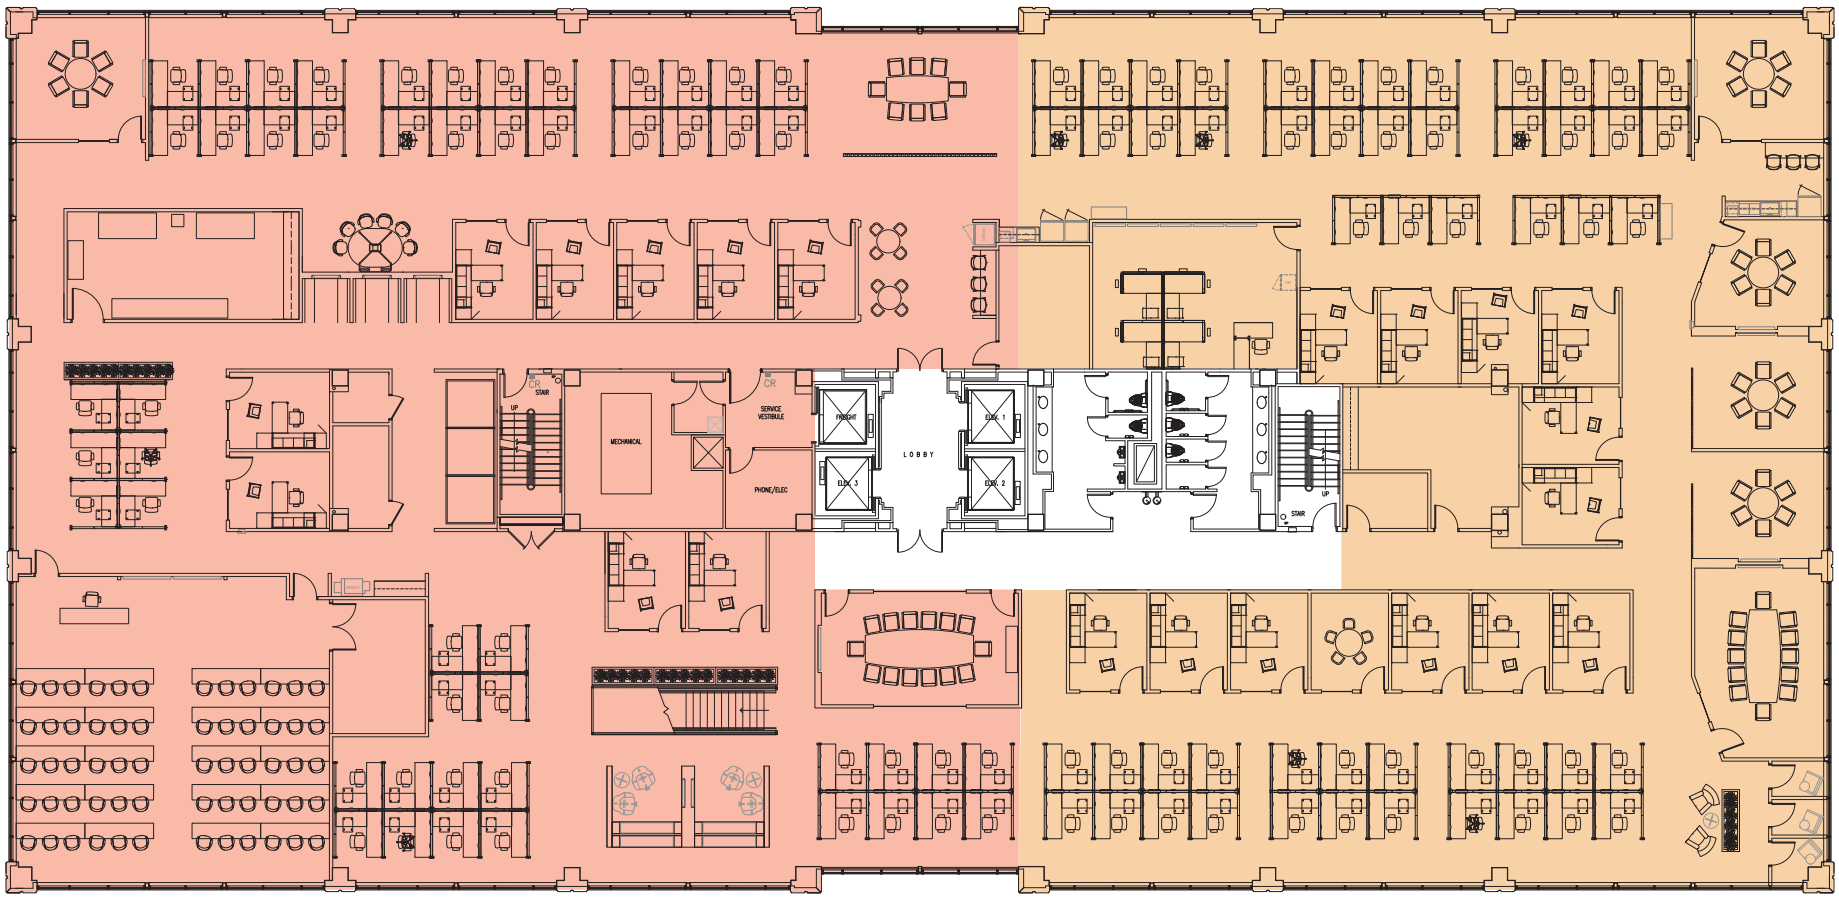 CR
STAIR
UP
CR
SERVICE
VESTIBULE
MECHANICAL
PHONE/ELEC
FREIGHT
ELEV. 1
LOBBY
ELEV. 3
ELEV. 2
UP
STAIR